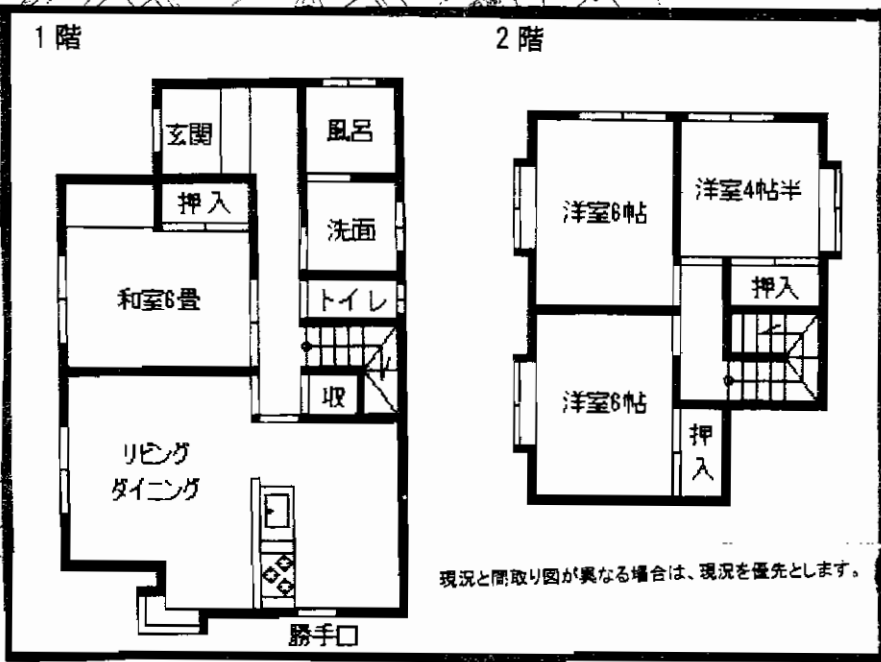 1階
玄関
風呂
押入
洗面
和室6畳
トイレ
収
リビング
ダイニング
勝手口
2階
洋室6帖
洋室4帖半
押入
洋室6帖
押
入
現況と間取り図が異なる場合は、現況を優先とします。